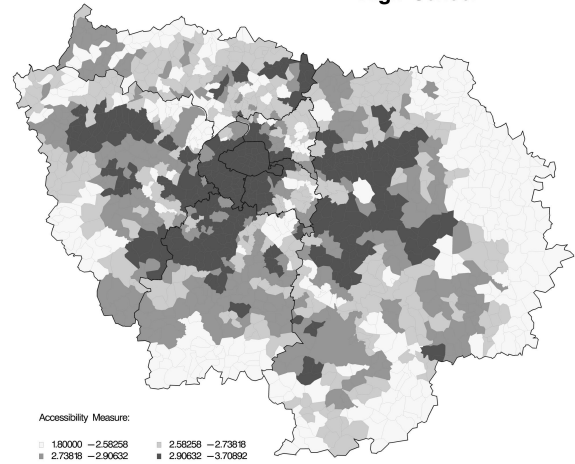 Accessibility Measure:
1.80000 – 2.58258 2.58258 – 2.73818
2.73818 – 2.90632 2.90632 – 3.70892